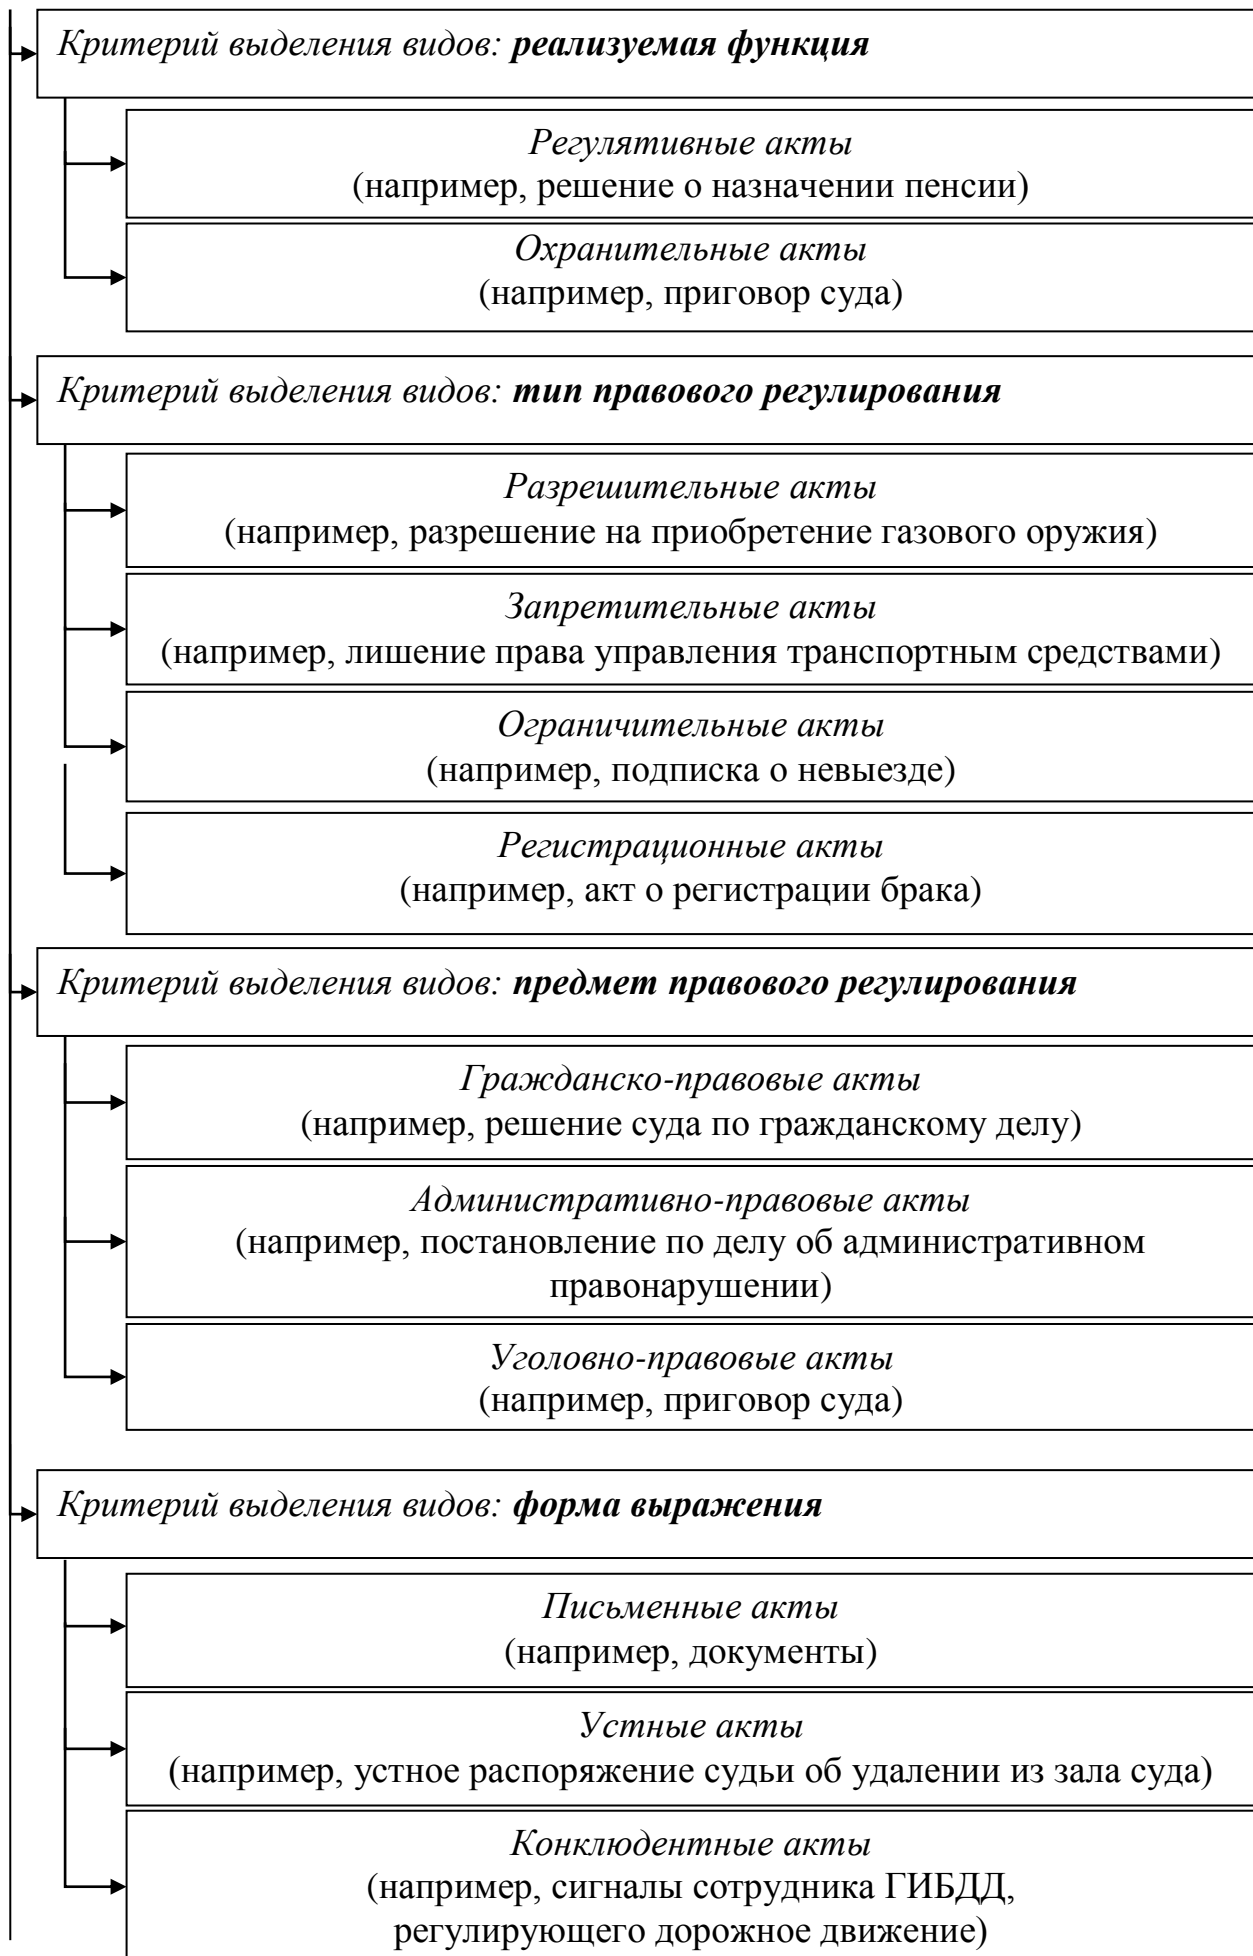 Критерий выделения видов: реализуемая функция
Регулятивные акты
(например, решение о назначении пенсии)
Охранительные акты
(например, приговор суда)
Критерий выделения видов: тип правового регулирования
Разрешительные акты
(например, разрешение на приобретение газового оружия)
Запретительные акты
(например, лишение права управления транспортным средствами)
Ограничительные акты
(например, подписка о невыезде)
Регистрационные акты
(например, акт о регистрации брака)
Критерий выделения видов: предмет правового регулирования
Гражданско-правовые акты
(например, решение суда по гражданскому делу)
Административно-правовые акты
(например, постановление по делу об административном
правонарушении)
Уголовно-правовые акты
(например, приговор суда)
Критерий выделения видов: форма выражения
Письменные акты
(например, документы)
Устные акты
(например, устное распоряжение судьи об удалении из зала суда)
Конклюдентные акты
(например, сигналы сотрудника ГИБДД,
регулирующего дорожное движение)